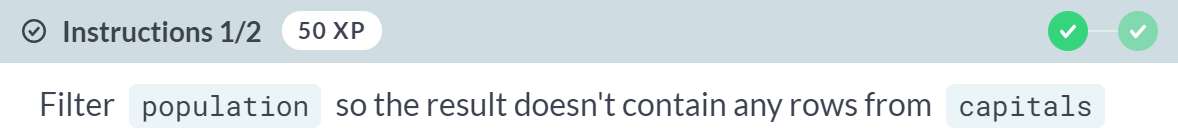 Instructions 1/2 50 XP
Filter population so the result doesn't contain any rows from capitals